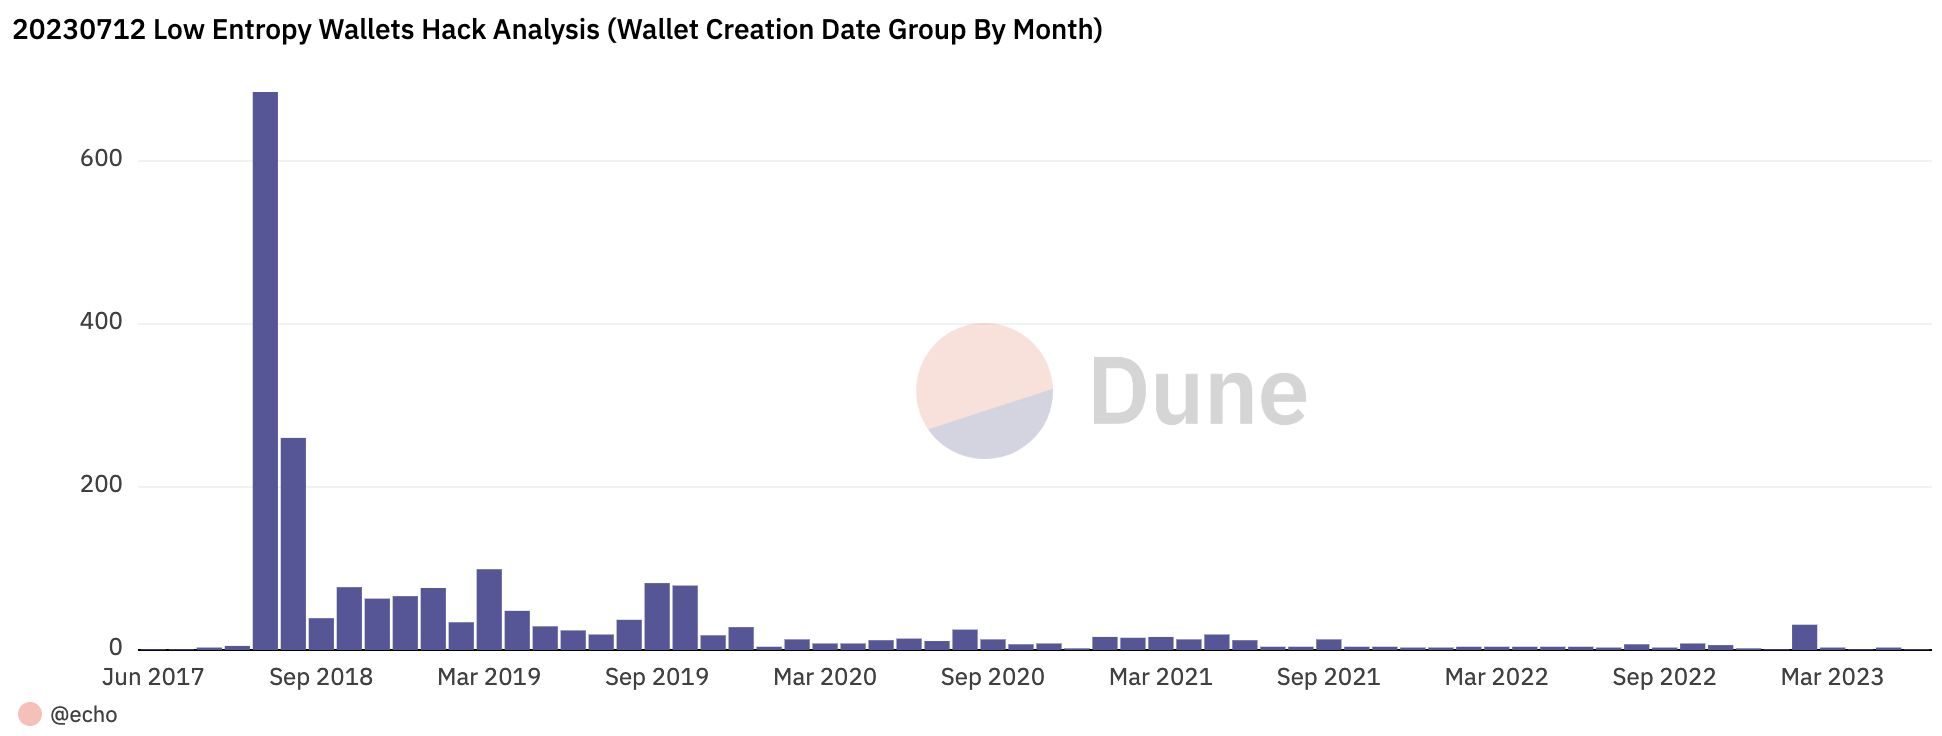 20230712 Low Entropy Wallets Hack Analysis (Wallet Creation Date Group By Month)
600
400
200
0
Dune
Jun 2017 Sep 2018 Mar 2019 Sep 2019 Mar 2020 Sep 2020 Mar 2021 Sep 2021 Mar 2022 Sep 2022 Mar 2023
@echo